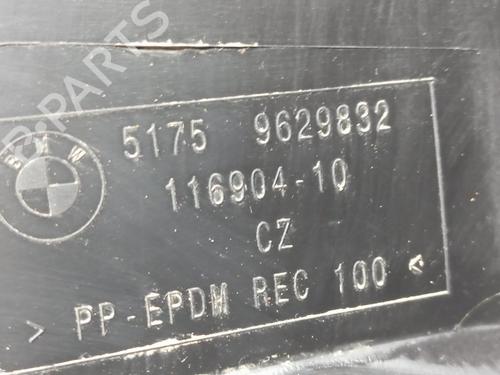 B-PARTS
BMW
5175 9629832
116904-10
CZ
> PP-EPDM REC 100 <